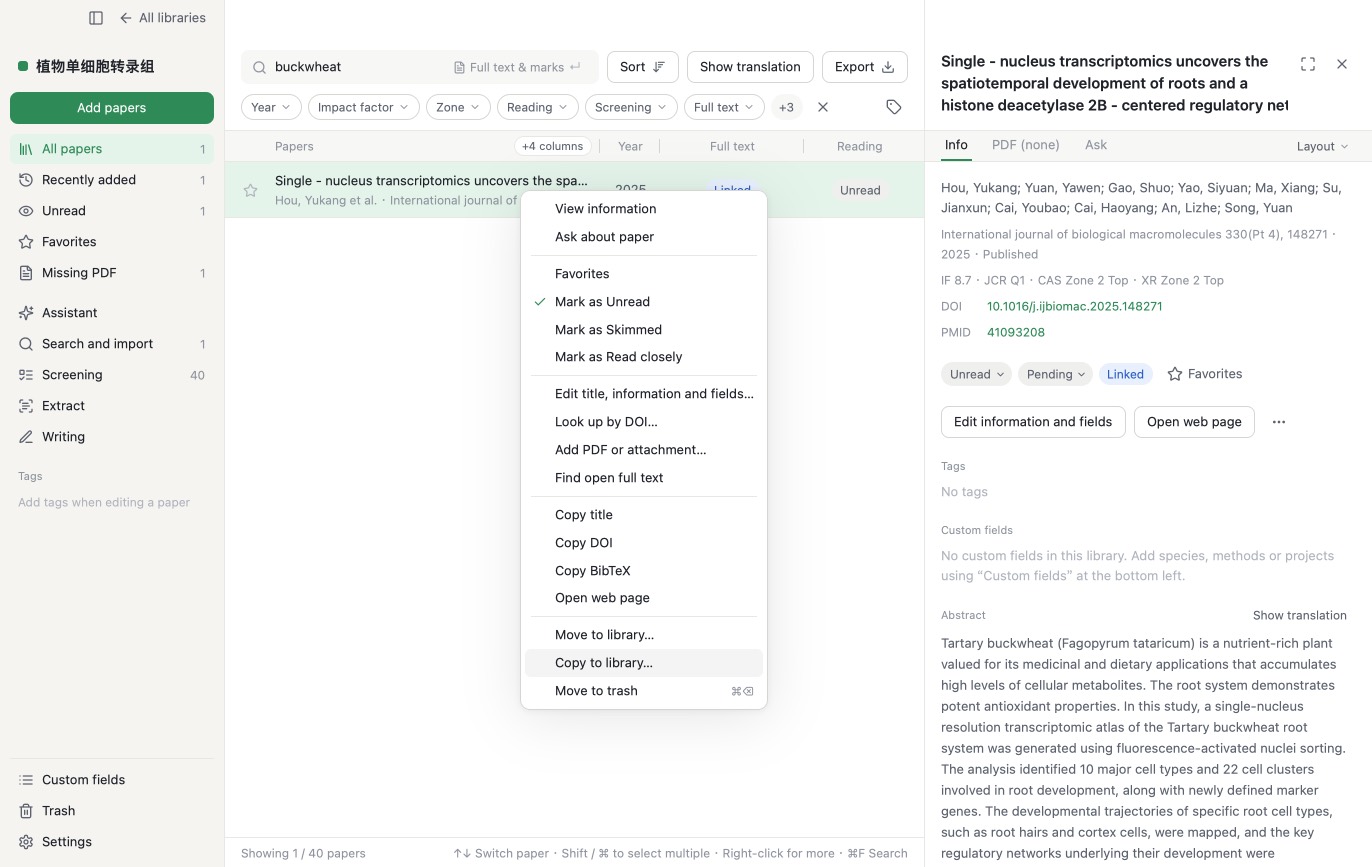 All libraries
植物单细胞转录组
Add papers
All papers 1
Recently added 1
Unread 1
Favorites
Missing PDF 1
Assistant
Search and import 1
Screening 40
Extract
Writing
Tags
Add tags when editing a paper
Custom fields
Trash
Settings
buckwheat Full text & marks Sort Show translation Export
Year Impact factor Zone Reading Screening Full text +3
Papers +4 columns Year Full text Reading
Single - nucleus transcriptomics uncovers the spa... 2025 Linked Unread
Hou, Yukang et al. · International journal of
View information
Ask about paper
Favorites
Mark as Unread
Mark as Skimmed
Mark as Read closely
Edit title, information and fields...
Look up by DOI...
Add PDF or attachment...
Find open full text
Copy title
Copy DOI
Copy BibTeX
Open web page
Move to library...
Copy to library...
Move to trash ⌘⌫
Showing 1 / 40 papers ↑↓ Switch paper · Shift / ⌘ to select multiple · Right-click for more · ⌘F Search
Single - nucleus transcriptomics uncovers the
spatiotemporal development of roots and a
histone deacetylase 2B - centered regulatory net
Info PDF (none) Ask Layout
Hou, Yukang; Yuan, Yawen; Gao, Shuo; Yao, Siyuan; Ma, Xiang; Su,
Jianxun; Cai, Youbao; Cai, Haoyang; An, Lizhe; Song, Yuan
International journal of biological macromolecules 330(Pt 4), 148271 ·
2025 · Published
IF 8.7 · JCR Q1 · CAS Zone 2 Top · XR Zone 2 Top
DOI 10.1016/j.ijbiomac.2025.148271
PMID 41093208
Unread Pending Linked Favorites
Edit information and fields Open web page ···
Tags
No tags
Custom fields
No custom fields in this library. Add species, methods or projects
using “Custom fields” at the bottom left.
Abstract Show translation
Tartary buckwheat (Fagopyrum tataricum) is a nutrient-rich plant
valued for its medicinal and dietary applications that accumulates
high levels of cellular metabolites. The root system demonstrates
potent antioxidant properties. In this study, a single-nucleus
resolution transcriptomic atlas of the Tartary buckwheat root
system was generated using fluorescence-activated nuclei sorting.
The analysis identified 10 major cell types and 22 cell clusters
involved in root development, along with newly defined marker
genes. The developmental trajectories of specific root cell types,
such as root hairs and cortex cells, were mapped, and the key
regulatory networks underlying their development were